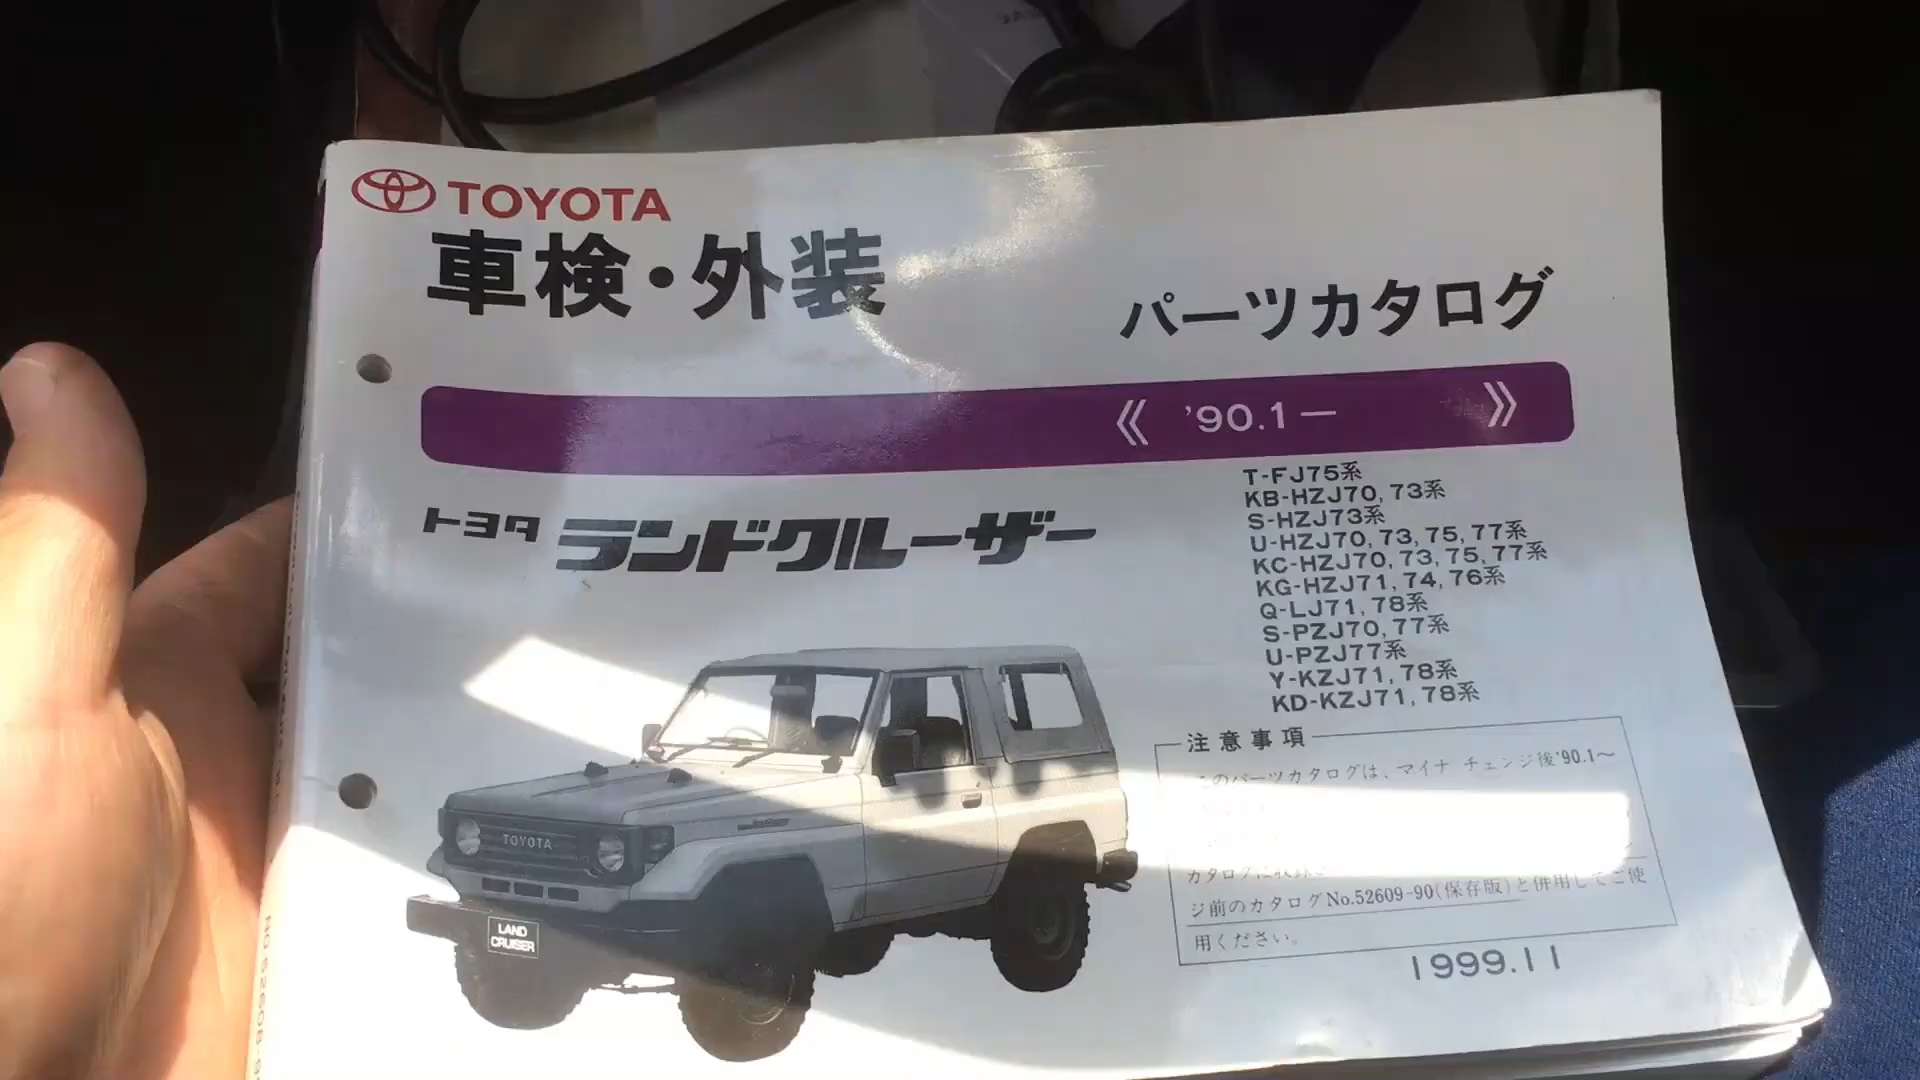 TOYOTA
車検・外装
パーツカタログ
《 '90.1ー 》
トヨタ ランドクルーザー
T-FJ75系
KB-HZJ70, 73系
S-HZJ73系
U-HZJ70, 73, 75, 77系
KC-HZJ70, 73, 75, 77系
KG-HZJ71, 74, 76系
Q-LJ71, 78系
S-PZJ70, 77系
U-PZJ77系
Y-KZJ71, 78系
KD-KZJ71, 78系
注意事項
このパーツカタログは、マイナ チェンジ後'90.1〜
カタログに
ジ前のカタログNo.52609-90(保存版)と併用してご使
用ください。
1999.11
TOYOTA
LAND
CRUISER